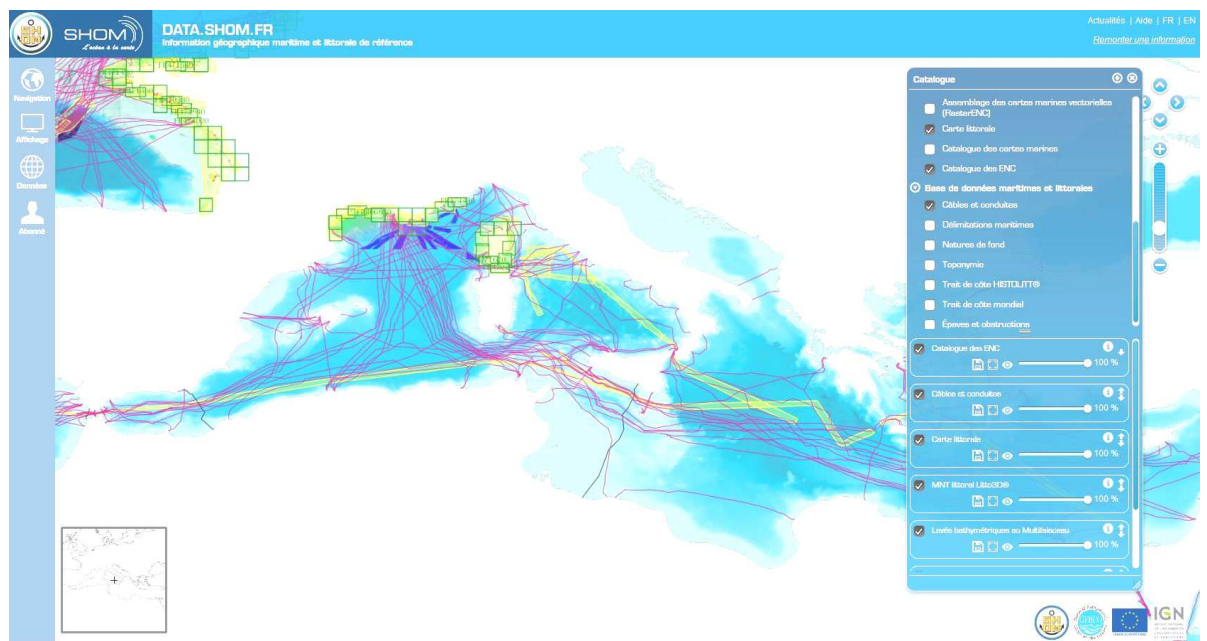 SHOM
L'océan à la carte
DATA.SHOM.FR
Information géographique maritime et littorale de référence
Actualités | Aide | FR | EN
Remonter une information
Navigation
Affichage
Données
Abonné
Catalogue
Assemblage des cartes marines vectorielles
(RasterENC)
Carte littorale
Catalogue des cartes marines
Catalogue des ENC
Base de données maritimes et littorales
Câbles et conduites
Délimitations maritimes
Natures de fond
Toponymie
Trait de côte HISTOLITT®
Trait de côte mondial
Épaves et obstructions
Catalogue des ENC
100 %
Câbles et conduites
100 %
Carte littorale
100 %
MNT littoral Litto3D®
100 %
Levés bathymétriques au Multifaisceau
100 %
IGN